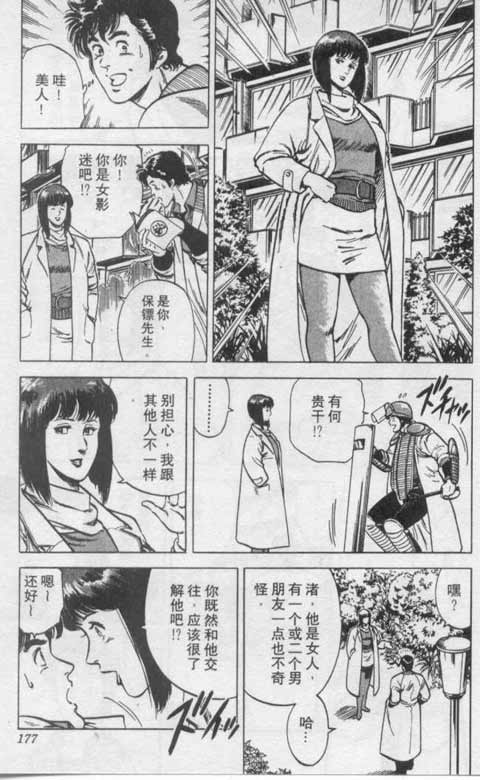 哇！
美人！
你！
你是女影
迷吧!?
是你，
保镖先生。
有何
贵干!?
…………
别担心，我跟
其他人不一样
嘿？
渚，他是女人，
有一个或二个男
朋友一点也不奇
怪。
哈…
你既然和他交
往，应该很了
解他吧!?
嗯～
还好～
177